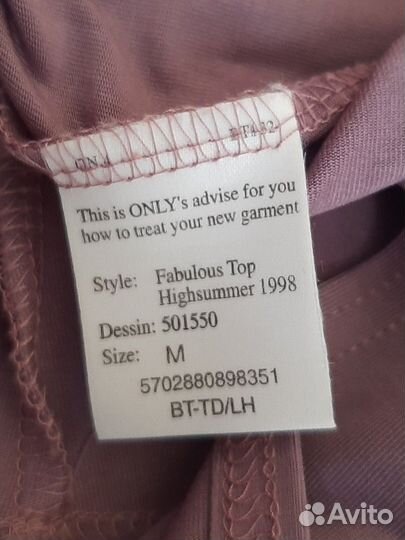 This is ONLY's advise for you
how to treat your new garment
Style: Fabulous Top
Highsummer 1998
Dessin: 501550
Size: M
5702880898351
BT-TD/LH
Avito